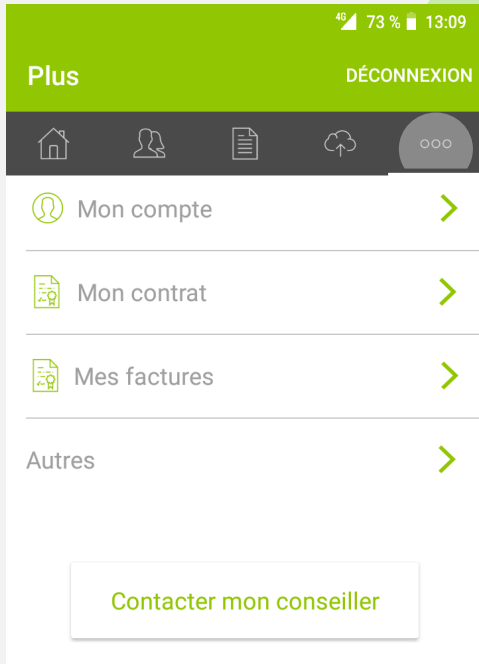 4G 73 % 13:09
Plus DÉCONNEXION
Mon compte
Mon contrat
Mes factures
Autres
Contacter mon conseiller